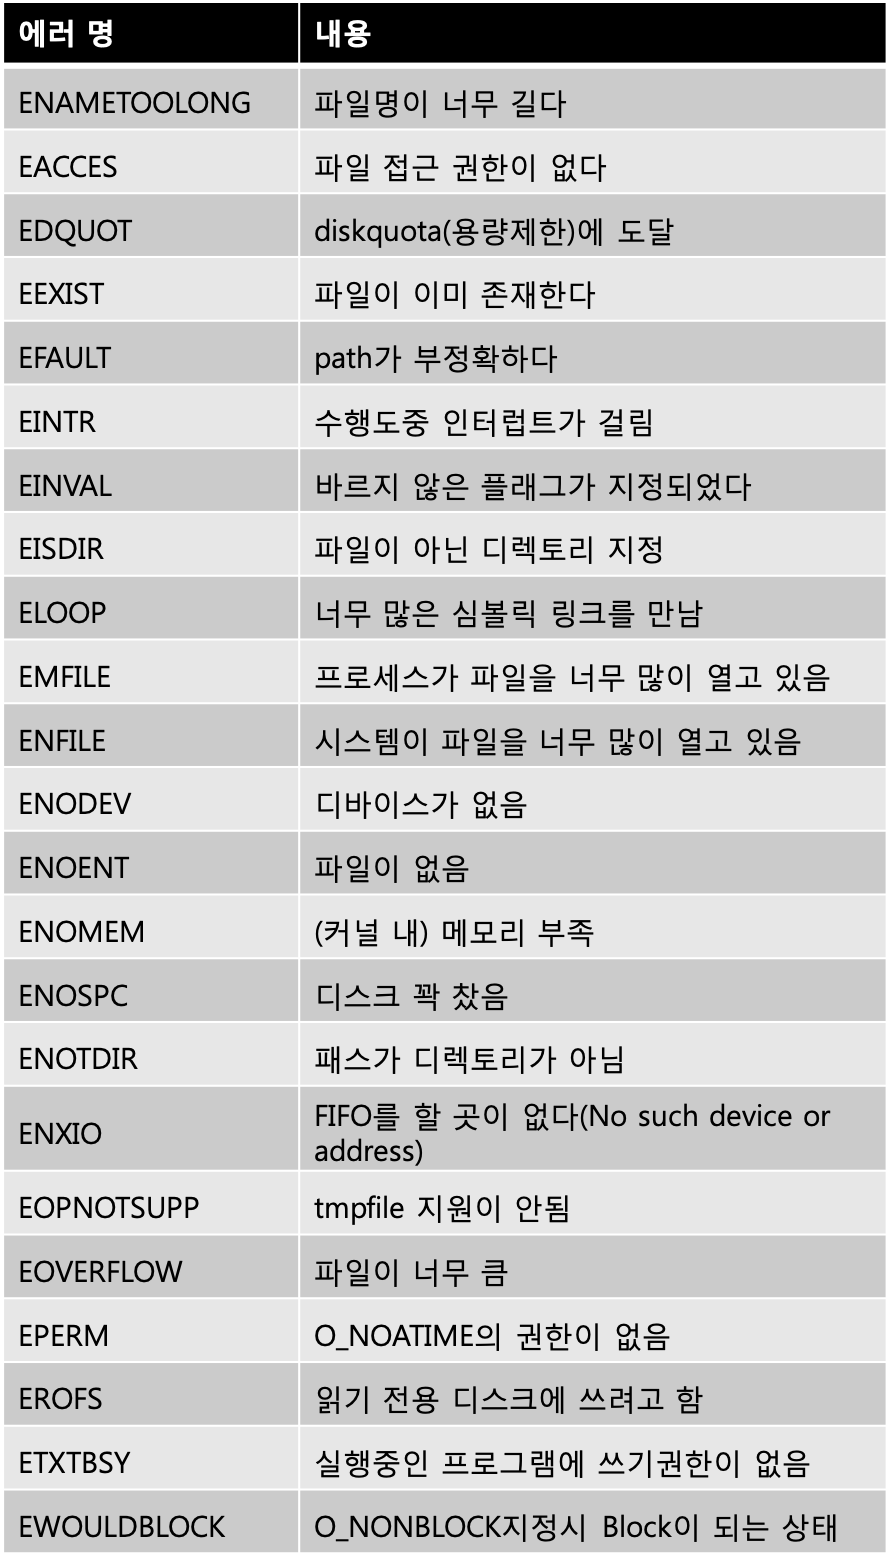 에러 명 내용
ENAMETOOLONG 파일명이 너무 길다
EACCES 파일 접근 권한이 없다
EDQUOT diskquota(용량제한)에 도달
EEXIST 파일이 이미 존재한다
EFAULT path가 부정확하다
EINTR 수행도중 인터럽트가 걸림
EINVAL 바르지 않은 플래그가 지정되었다
EISDIR 파일이 아닌 디렉토리 지정
ELOOP 너무 많은 심볼릭 링크를 만남
EMFILE 프로세스가 파일을 너무 많이 열고 있음
ENFILE 시스템이 파일을 너무 많이 열고 있음
ENODEV 디바이스가 없음
ENOENT 파일이 없음
ENOMEM (커널 내) 메모리 부족
ENOSPC 디스크 꽉 찼음
ENOTDIR 패스가 디렉토리가 아님
ENXIO FIFO를 할 곳이 없다(No such device or
address)
EOPNOTSUPP tmpfile 지원이 안됨
EOVERFLOW 파일이 너무 큼
EPERM O_NOATIME의 권한이 없음
EROFS 읽기 전용 디스크에 쓰려고 함
ETXTBSY 실행중인 프로그램에 쓰기권한이 없음
EWOULDBLOCK O_NONBLOCK지정시 Block이 되는 상태